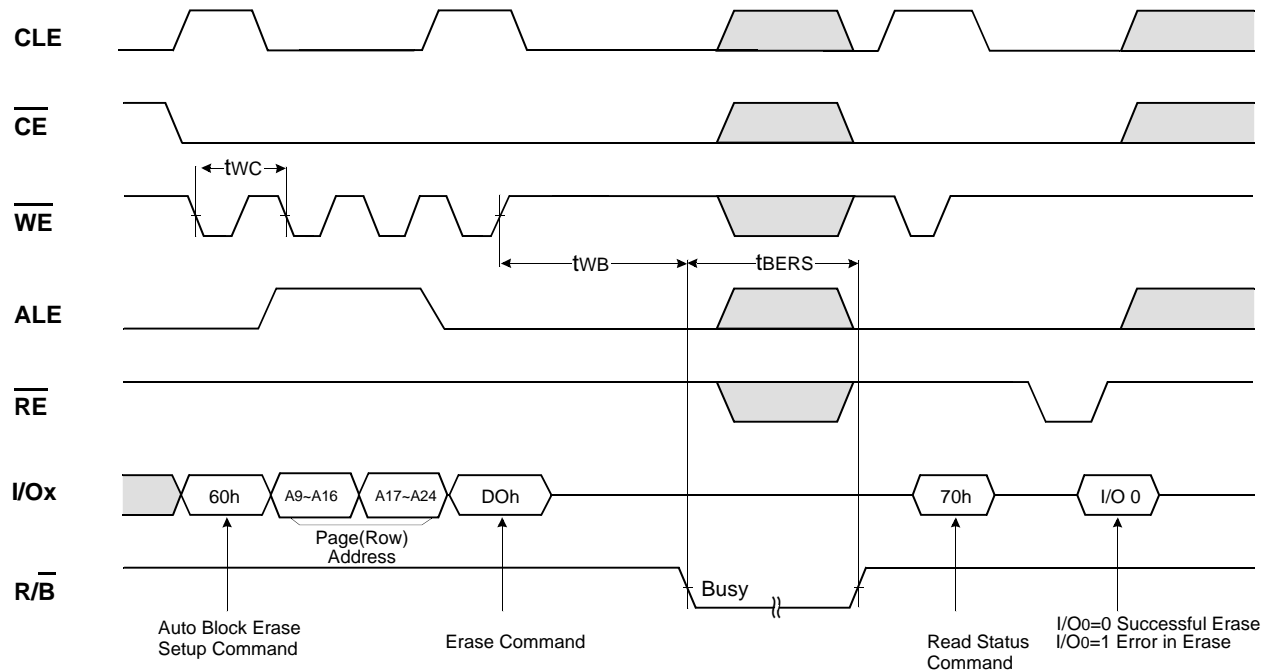 CLE
CE
tWC
WE
tWB
tBERS
ALE
RE
I/Ox
60h
A9~A16
A17~A24
DOh
70h
I/O 0
Page(Row)
Address
R/B
Busy
Auto Block Erase
Setup Command
Erase Command
Read Status
Command
I/O0=0 Successful Erase
I/O0=1 Error in Erase